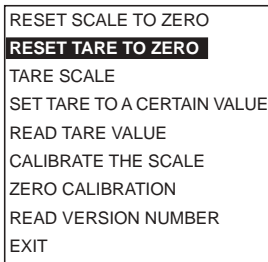 RESET SCALE TO ZERO
RESET TARE TO ZERO
TARE SCALE
SET TARE TO A CERTAIN VALUE
READ TARE VALUE
CALIBRATE THE SCALE
ZERO CALIBRATION
READ VERSION NUMBER
EXIT